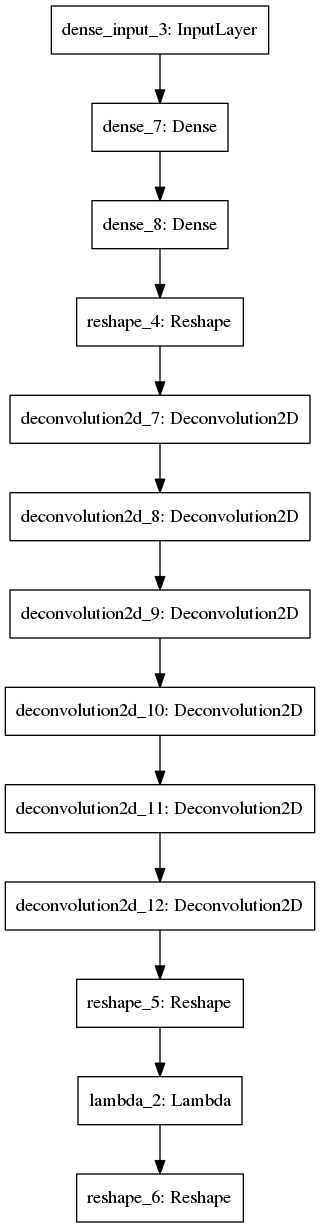 dense_input_3: InputLayer
dense_7: Dense
dense_8: Dense
reshape_4: Reshape
deconvolution2d_7: Deconvolution2D
deconvolution2d_8: Deconvolution2D
deconvolution2d_9: Deconvolution2D
deconvolution2d_10: Deconvolution2D
deconvolution2d_11: Deconvolution2D
deconvolution2d_12: Deconvolution2D
reshape_5: Reshape
lambda_2: Lambda
reshape_6: Reshape